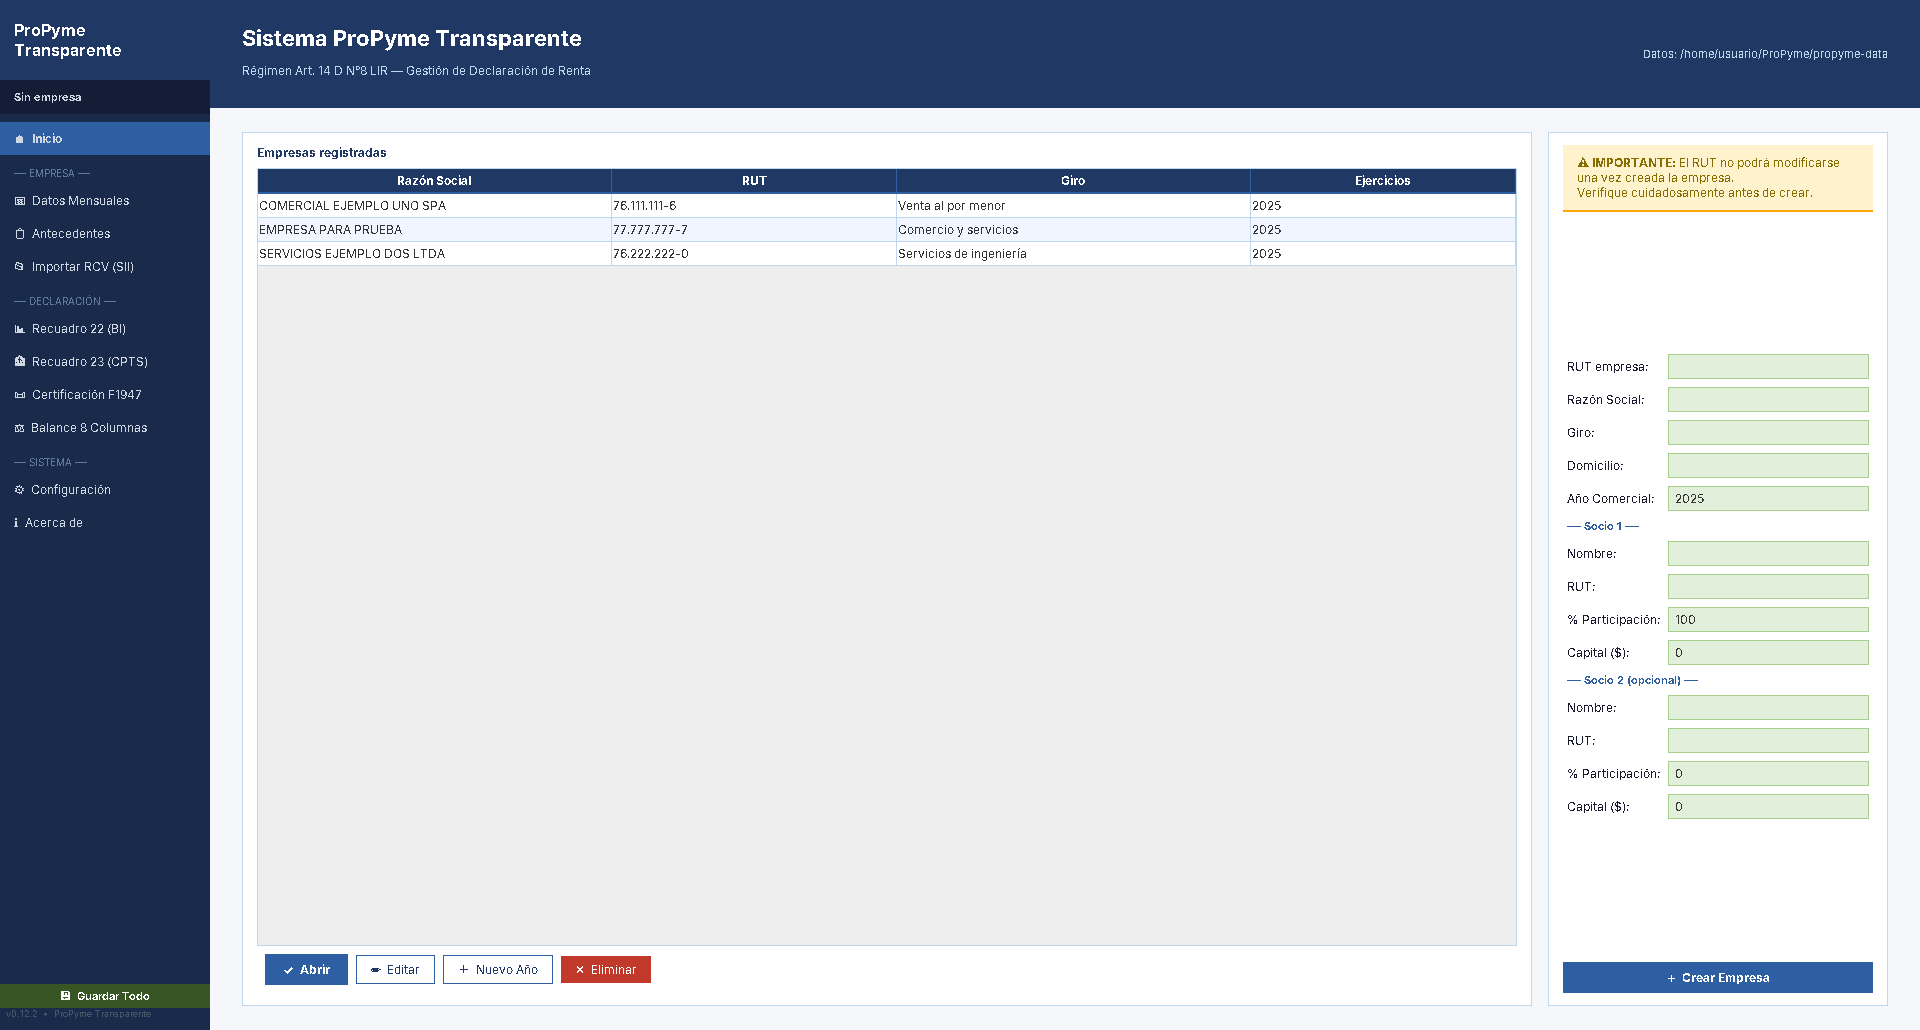 ProPyme
Transparente
Sin empresa
Inicio
— EMPRESA —
Datos Mensuales
Antecedentes
Importar RCV (SII)
— DECLARACIÓN —
Recuadro 22 (BI)
Recuadro 23 (CPTS)
Certificación F1947
Balance 8 Columnas
— SISTEMA —
Configuración
Acerca de
Guardar Todo
v0.12.2 • ProPyme Transparente
Sistema ProPyme Transparente
Régimen Art. 14 D N°8 LIR — Gestión de Declaración de Renta
Datos: /home/usuario/ProPyme/propyme-data
Empresas registradas
Razón Social RUT Giro Ejercicios
COMERCIAL EJEMPLO UNO SPA 76.111.111-6 Venta al por menor 2025
EMPRESA PARA PRUEBA 77.777.777-7 Comercio y servicios 2025
SERVICIOS EJEMPLO DOS LTDA 76.222.222-0 Servicios de ingeniería 2025
✓ Abrir
Editar
+ Nuevo Año
✕ Eliminar
⚠ IMPORTANTE: El RUT no podrá modificarse
una vez creada la empresa.
Verifique cuidadosamente antes de crear.
RUT empresa:
Razón Social:
Giro:
Domicilio:
Año Comercial: 2025
— Socio 1 —
Nombre:
RUT:
% Participación: 100
Capital ($): 0
— Socio 2 (opcional) —
Nombre:
RUT:
% Participación: 0
Capital ($): 0
+ Crear Empresa